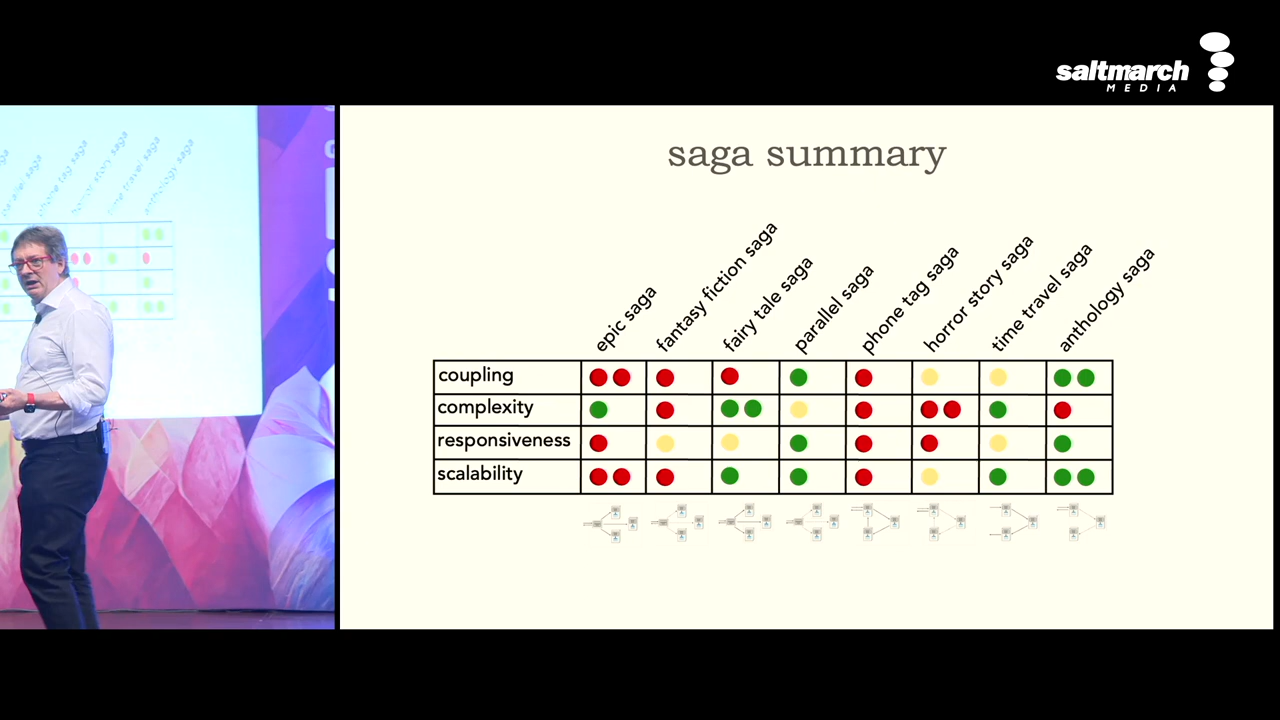 saltmarch
MEDIA
saga summary
epic saga
fantasy fiction saga
fairy tale saga
parallel saga
phone tag saga
horror story saga
time travel saga
anthology saga
coupling
complexity
responsiveness
scalability